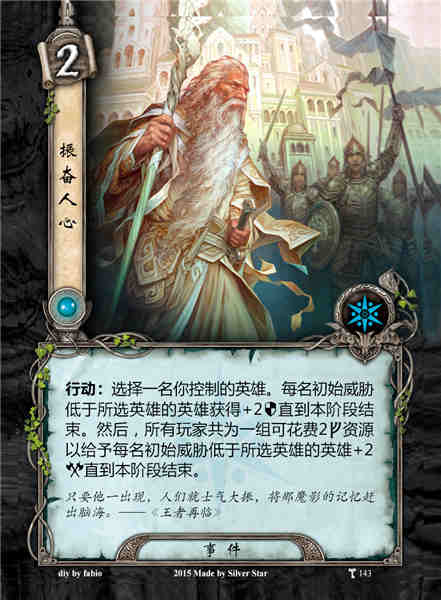 2
振奋人心
行动：选择一名你控制的英雄。每名初始威胁
低于所选英雄的英雄获得+2直到本阶段结
束。然后，所有玩家共为一组可花费2资源
以给予每名初始威胁低于所选英雄的英雄+2
直到本阶段结束。
只要他一出现，人们就士气大振，将那魔影的记忆赶
出脑海。——《王者再临》
事件
diy by fabio
2015 Made by Silver Star
143